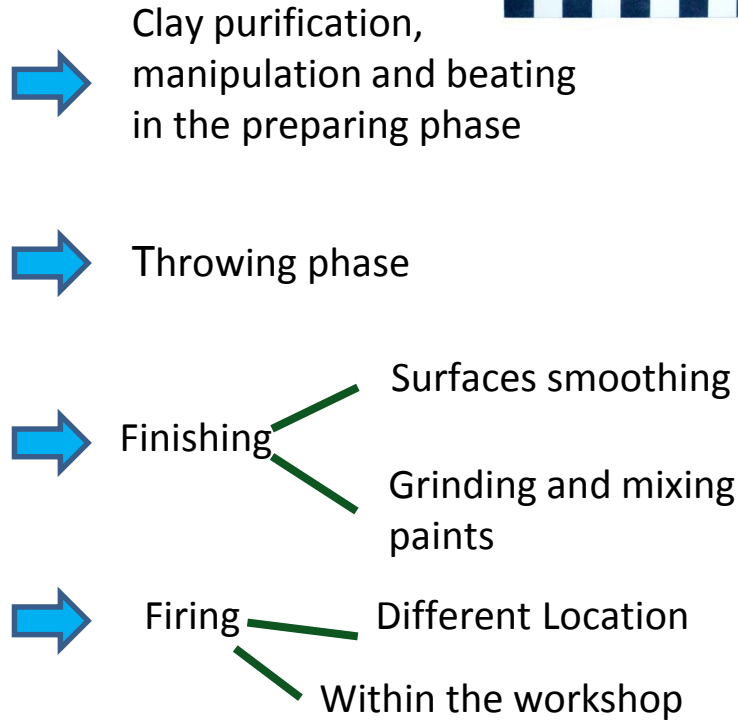 Clay purification,
manipulation and beating
in the preparing phase
Throwing phase
Finishing
Surfaces smoothing
Grinding and mixing
paints
Firing
Different Location
Within the workshop